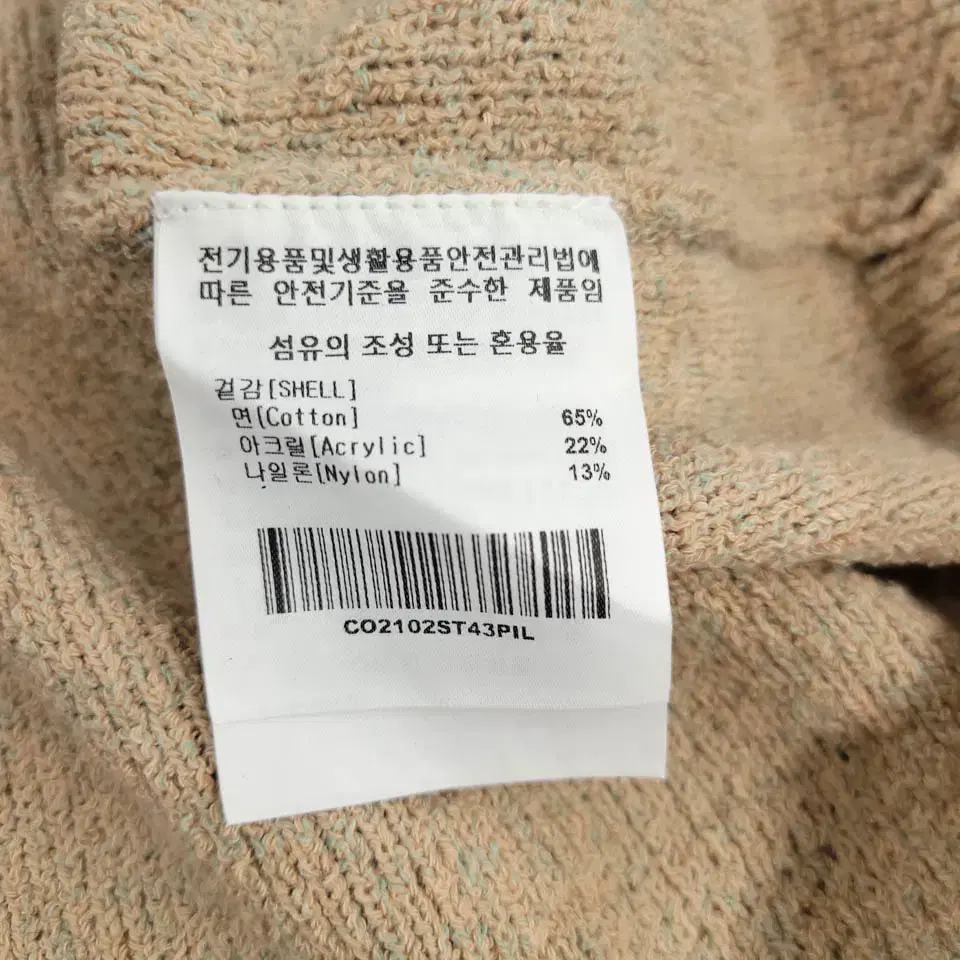 전기용품및생활용품안전관리법에
따른 안전기준을 준수한 제품임
섬유의 조성 또는 혼용율
겉감[SHELL]
면[Cotton] 65%
아크릴[Acrylic] 22%
나일론[Nylon] 13%
CO2102ST43PIL